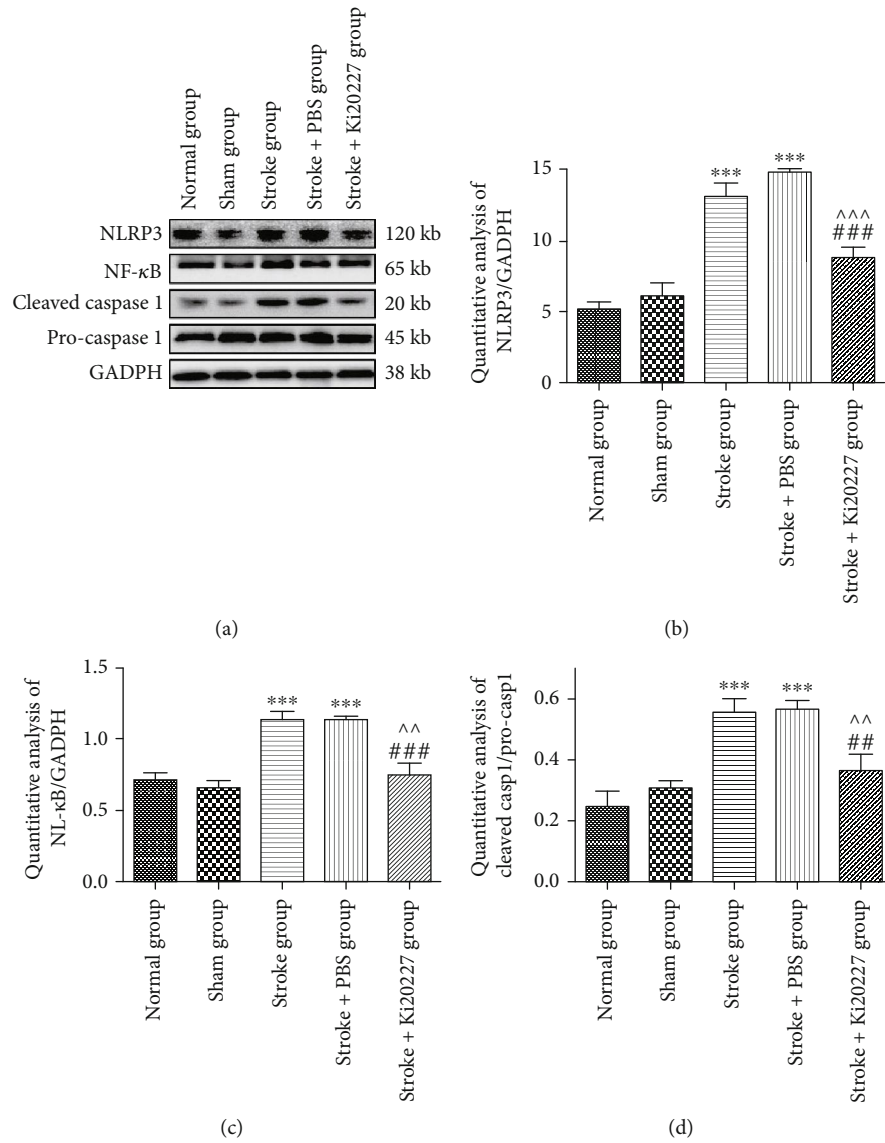 Normal group
Sham group
Stroke group
Stroke + PBS group
Stroke + Ki20227 group
NLRP3
120 kb
NF-κB
65 kb
Cleaved caspase 1
20 kb
Pro-caspase 1
45 kb
GADPH
38 kb
(a)
Quantitative analysis of
NLRP3/GADPH
15
10
5
0
***
***
^^^
###
Normal group
Sham group
Stroke group
Stroke + PBS group
Stroke + Ki20227 group
(b)
Quantitative analysis of
NL-κB/GADPH
1.5
1.0
0.5
0.0
***
***
^^
###
Normal group
Sham group
Stroke group
Stroke + PBS group
Stroke + Ki20227 group
(c)
Quantitative analysis of
cleaved casp1/pro-casp1
0.6
0.4
0.2
0.0
***
***
^^
##
Normal group
Sham group
Stroke group
Stroke + PBS group
Stroke + Ki20227 group
(d)